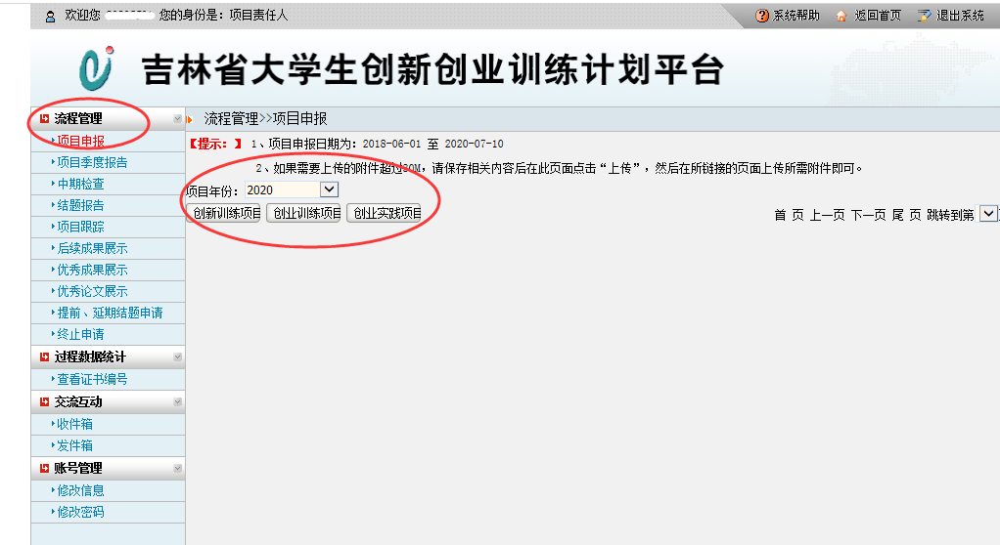 欢迎您 您的身份是：项目责任人
系统帮助 返回首页 退出系统
吉林省大学生创新创业训练计划平台
流程管理
项目申报
项目季度报告
中期检查
结题报告
项目跟踪
后续成果展示
优秀成果展示
优秀论文展示
提前、延期结题申请
终止申请
过程数据统计
查看证书编号
交流互动
收件箱
发件箱
账号管理
修改信息
修改密码
流程管理>>项目申报
【提示：】 1、项目申报日期为：2018-06-01 至 2020-07-10
2、如果需要上传的附件超过 ，请保存相关内容后在此页面点击“上传”，然后在所链接的页面上传所需附件即可。
项目年份：2020
创新训练项目 创业训练项目 创业实践项目
首 页 上一页 下一页 尾 页 跳转到第